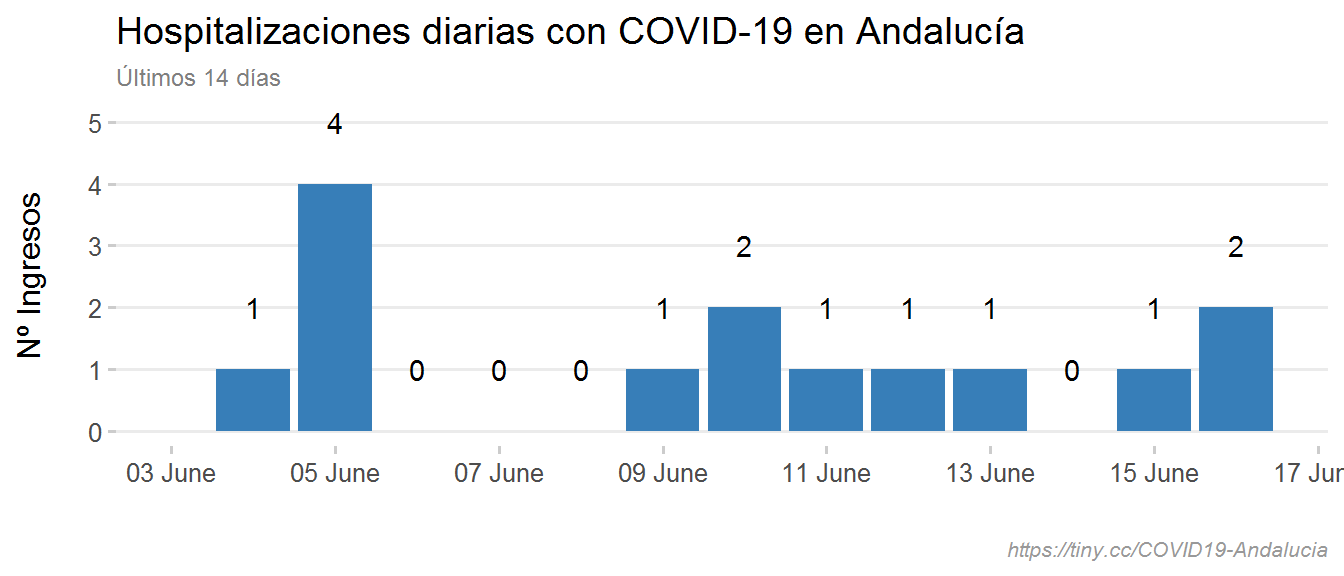 Hospitalizaciones diarias con COVID-19 en Andalucía
Últimos 14 días
Nº Ingresos
5
4
3
2
1
0
1
4
0
0
0
1
2
1
1
1
0
1
2
03 June
05 June
07 June
09 June
11 June
13 June
15 June
17 Jun
https://tiny.cc/COVID19-Andalucia